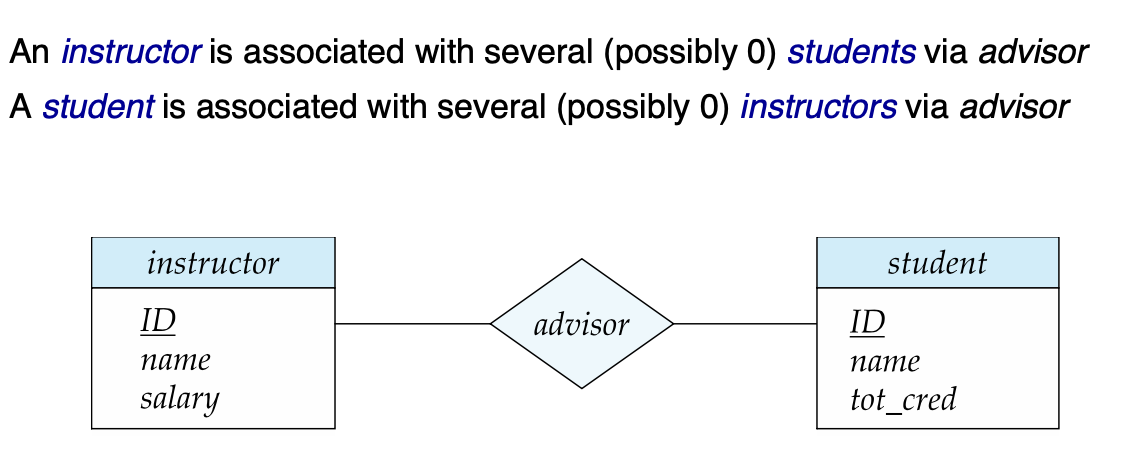 An instructor is associated with several (possibly 0) students via advisor
A student is associated with several (possibly 0) instructors via advisor
instructor
ID
name
salary
advisor
student
ID
name
tot_cred